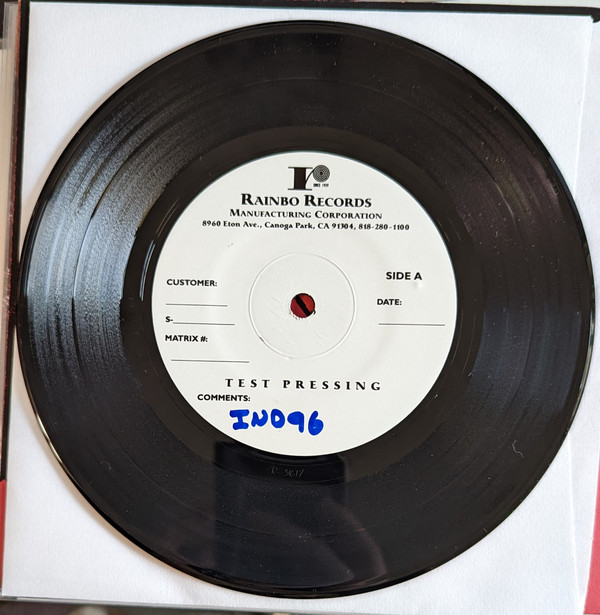 r
SINCE 1939
RAINBO RECORDS
MANUFACTURING CORPORATION
8960 Eton Ave., Canoga Park, CA 91304, 818-280-1100
SIDE A
CUSTOMER:
DATE:
S-
MATRIX #:
TEST PRESSING
COMMENTS:
IND96